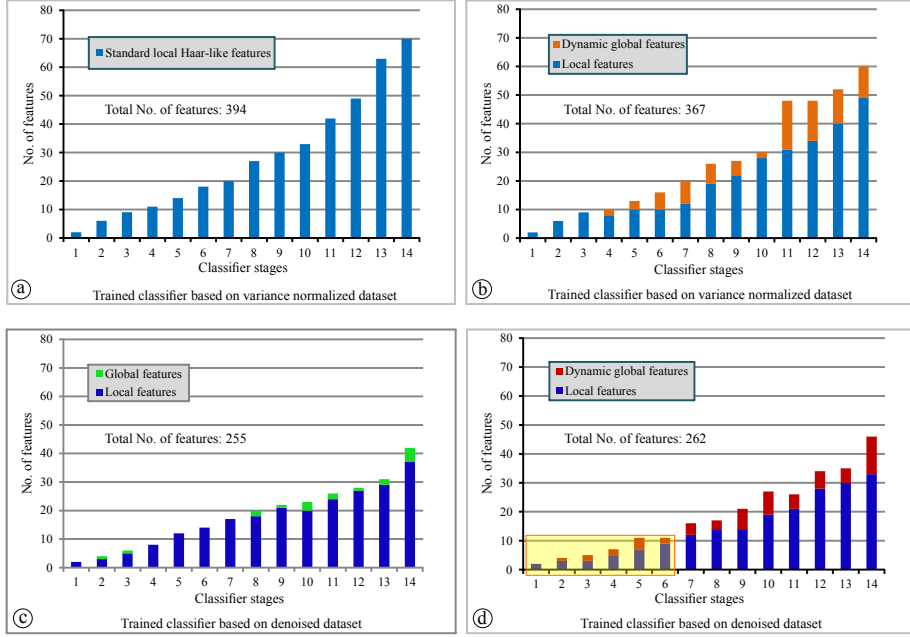 80
70
60
50
40
30
20
10
0
No. of features
Standard local Haar-like features
Total No. of features: 394
1 2 3 4 5 6 7 8 9 10 11 12 13 14
Classifier stages
a
Trained classifier based on variance normalized dataset
80
70
60
50
40
30
20
10
0
No. of features
Dynamic global features
Local features
Total No. of features: 367
1 2 3 4 5 6 7 8 9 10 11 12 13 14
Classifier stages
b
Trained classifier based on variance normalized dataset
80
70
60
50
40
30
20
10
0
No. of features
Global features
Local features
Total No. of features: 255
1 2 3 4 5 6 7 8 9 10 11 12 13 14
Classifier stages
c
Trained classifier based on denoised dataset
80
70
60
50
40
30
20
10
0
No. of features
Dynamic global features
Local features
Total No. of features: 262
1 2 3 4 5 6 7 8 9 10 11 12 13 14
Classifier stages
d
Trained classifier based on denoised dataset